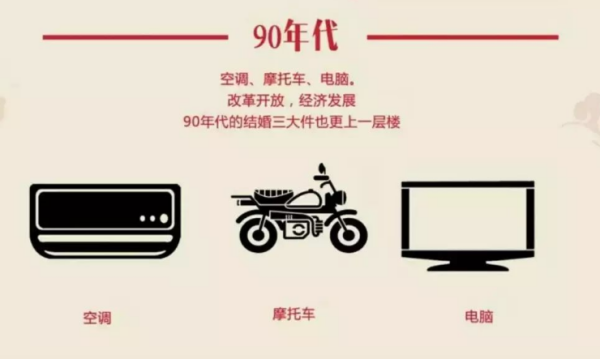 90年代
空调、摩托车、电脑。
改革开放，经济发展
90年代的结婚三大件也更上一层楼
空调
摩托车
电脑